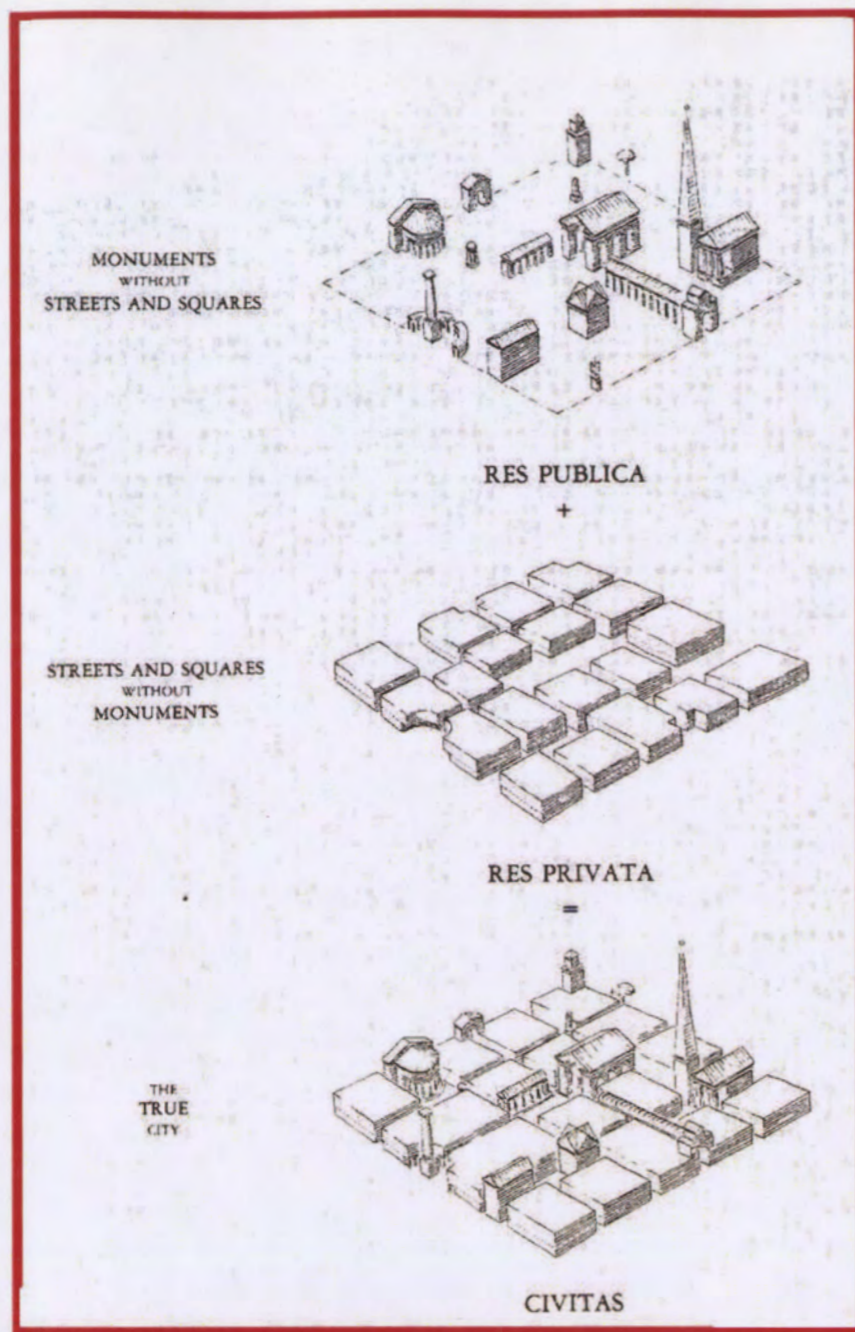 MONUMENTS
WITHOUT
STREETS AND SQUARES
RES PUBLICA
+
STREETS AND SQUARES
WITHOUT
MONUMENTS
RES PRIVATA
=
THE
TRUE
CITY
CIVITAS